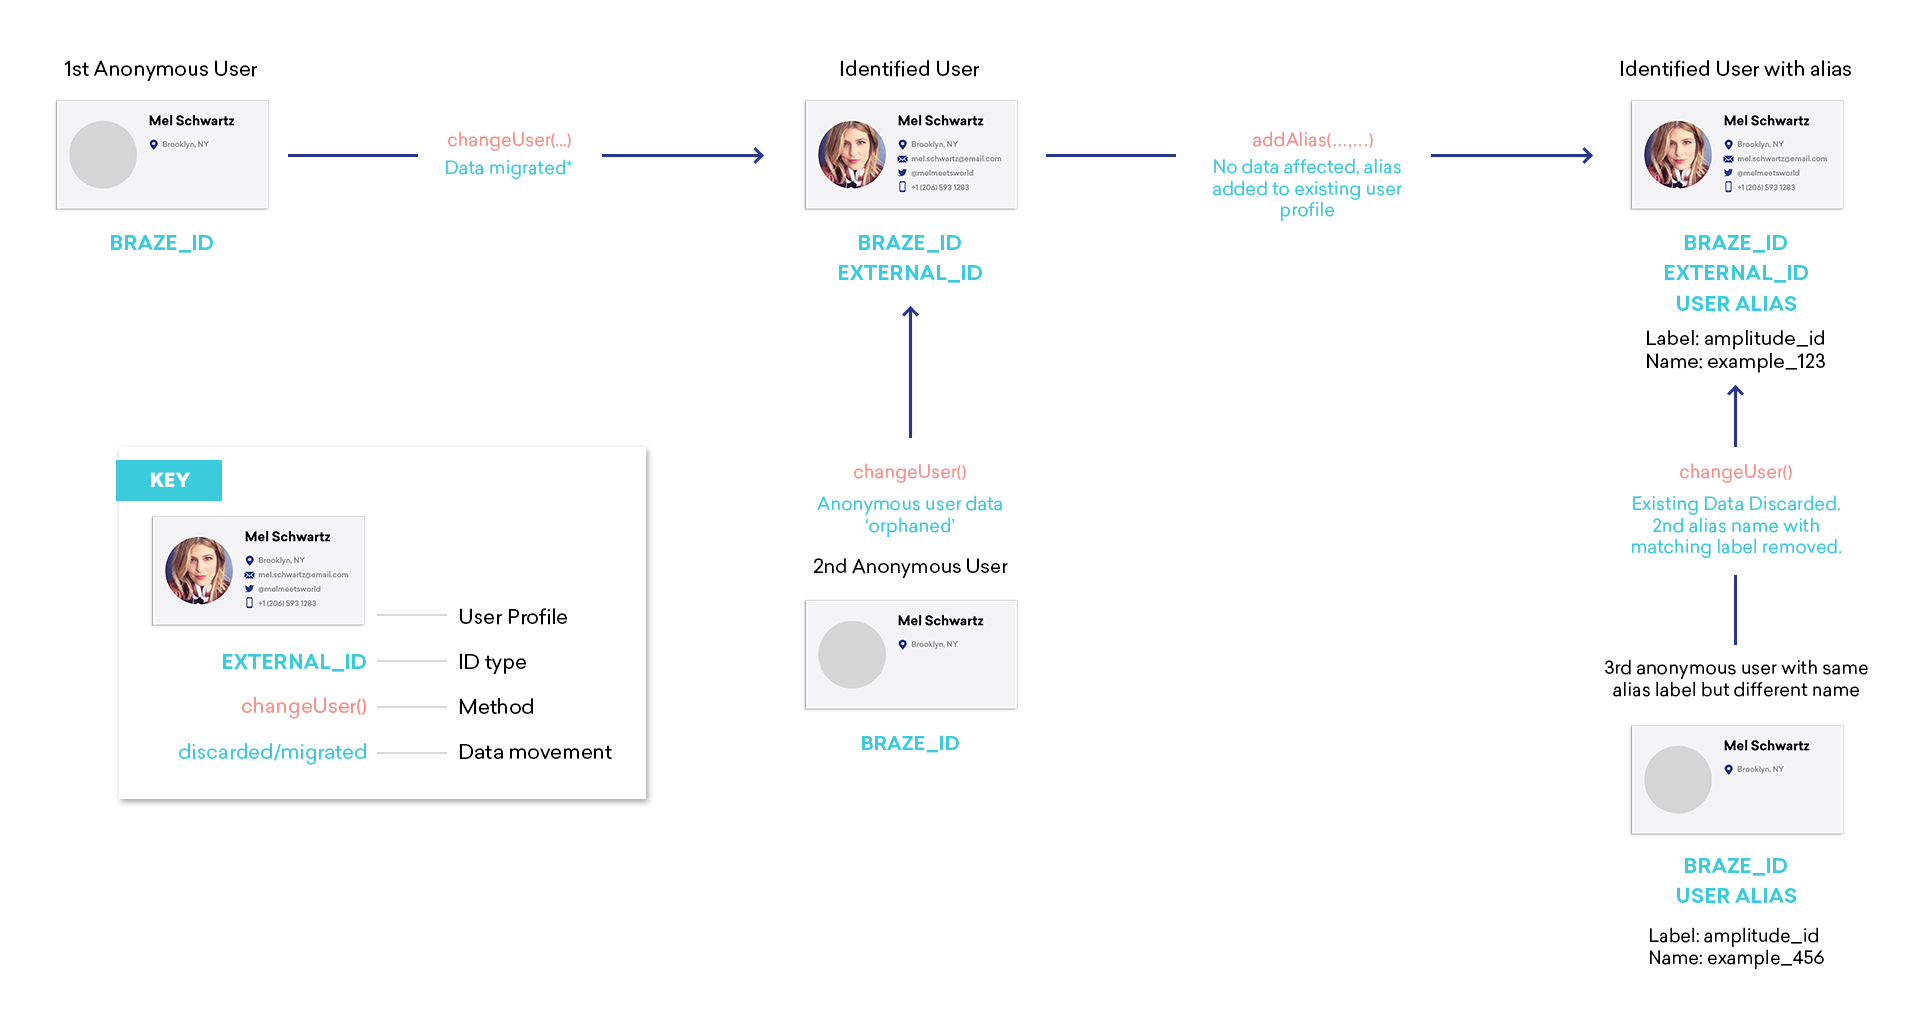 1st Anonymous User
Mel Schwartz
Brooklyn, NY
BRAZE_ID
changeUser(...)
Data migrated*
Identified User
Mel Schwartz
Brooklyn, NY
mel.schwartz@email.com
@melmeetsworld
+1 (206) 593 1283
BRAZE_ID
EXTERNAL_ID
addAlias(...,...)
No data affected, alias
added to existing user
profile
Identified User with alias
Mel Schwartz
Brooklyn, NY
mel.schwartz@email.com
@melmeetsworld
+1 (206) 593 1283
BRAZE_ID
EXTERNAL_ID
USER ALIAS
Label: amplitude_id
Name: example_123
KEY
Mel Schwartz
Brooklyn, NY
mel.schwartz@email.com
@melmeetsworld
+1 (206) 593 1283
User Profile
EXTERNAL_ID
ID type
changeUser()
Method
discarded/migrated
Data movement
changeUser()
Anonymous user data
‘orphaned’
2nd Anonymous User
Mel Schwartz
Brooklyn, NY
BRAZE_ID
changeUser()
Existing Data Discarded.
2nd alias name with
matching label removed.
3rd anonymous user with same
alias label but different name
Mel Schwartz
Brooklyn, NY
BRAZE_ID
USER ALIAS
Label: amplitude_id
Name: example_456